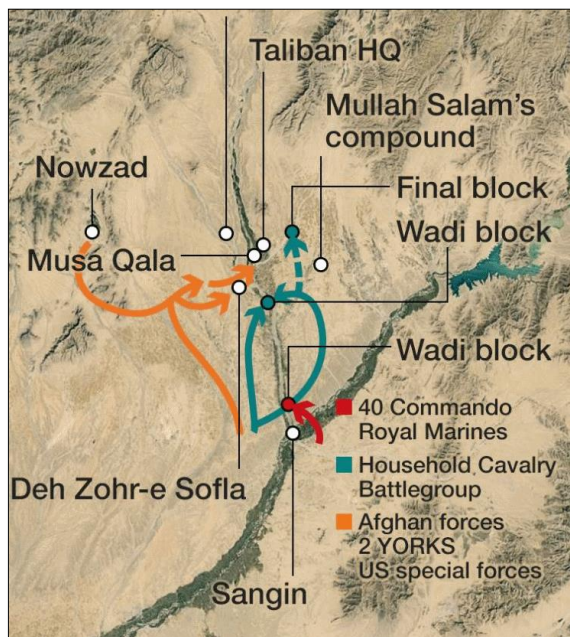 Taliban HQ
Mullah Salam's
compound
Nowzad
Final block
Wadi block
Musa Qala
Wadi block
40 Commando
Royal Marines
Household Cavalry
Battlegroup
Deh Zohr-e Sofla
Afghan forces
2 YORKS
US special forces
Sangin